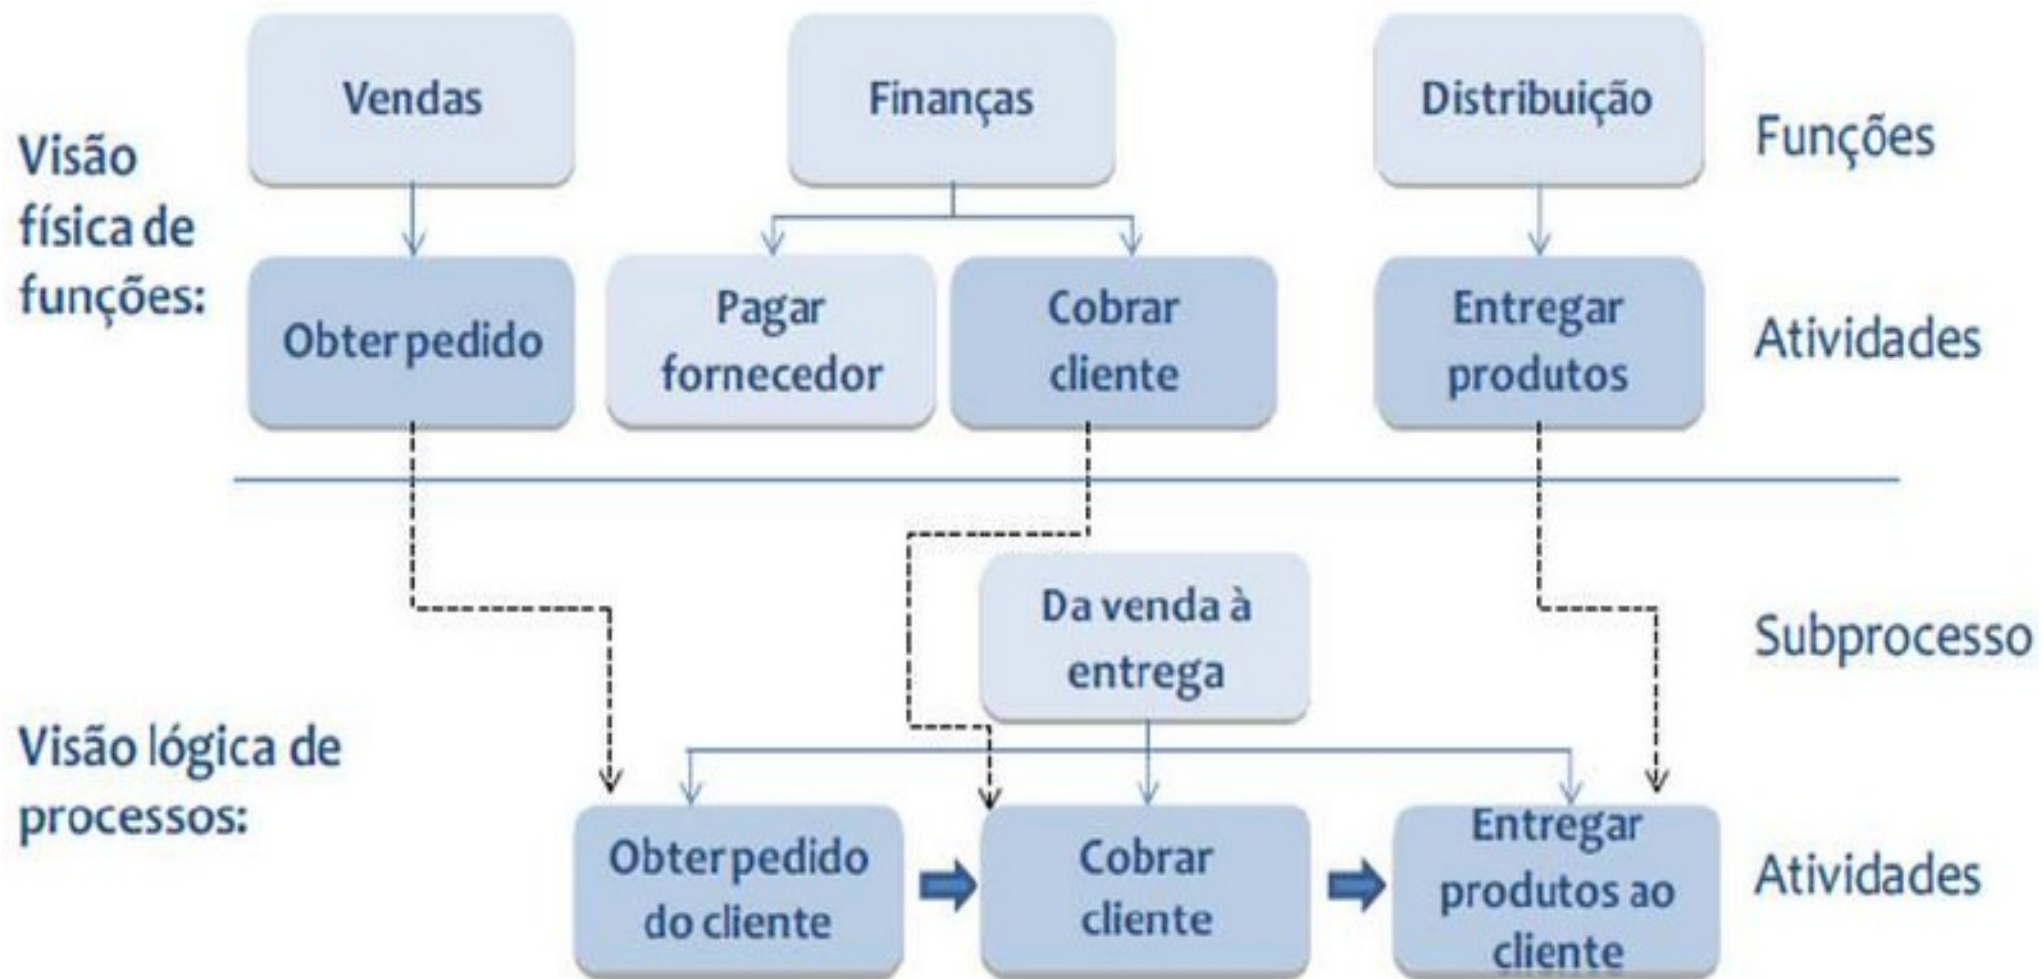 Vendas
Finanças
Distribuição
Funções
Visão
física de
funções:
Obter pedido
Pagar
fornecedor
Cobrar
cliente
Entregar
produtos
Atividades
Da venda à
entrega
Subprocesso
Visão lógica de
processos:
Obter pedido
do cliente
Cobrar
cliente
Entregar
produtos ao
cliente
Atividades